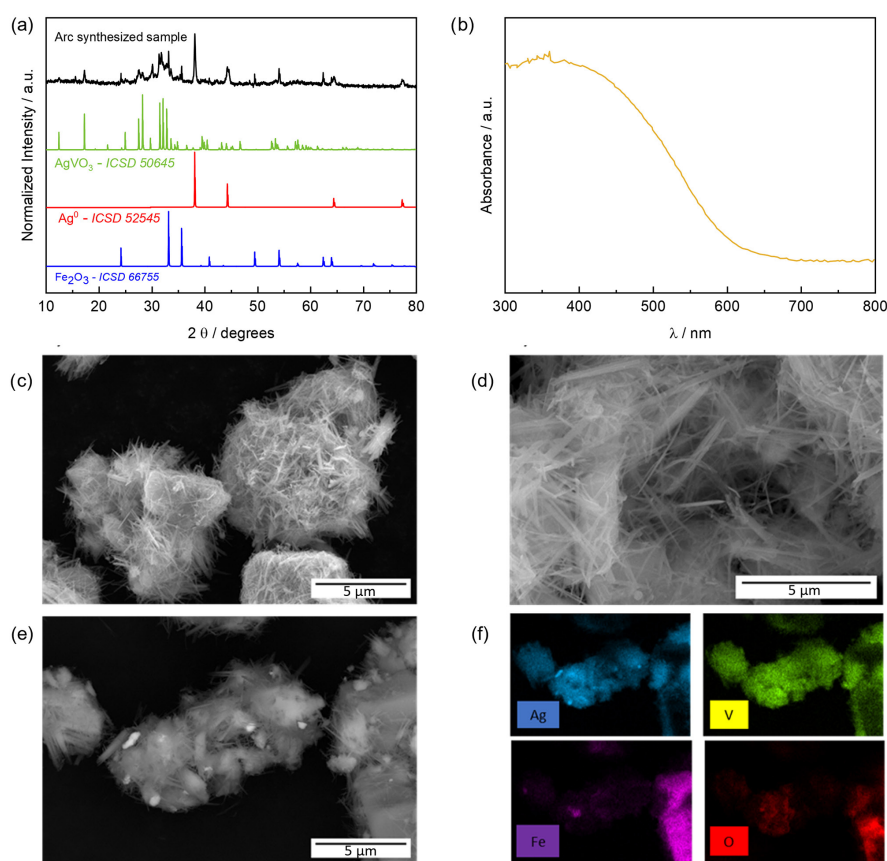 (a)
Arc synthesized sample
AgVO₃ - ICSD 50645
Ag⁰ - ICSD 52545
Fe₂O₃ - ICSD 66755
Normalized Intensity / a.u.
10 20 30 40 50 60 70 80
2 θ / degrees
(b)
Absorbance / a.u.
300 400 500 600 700 800
λ / nm
(c)
5 µm
(d)
5 µm
(e)
5 µm
(f)
Ag
V
Fe
O